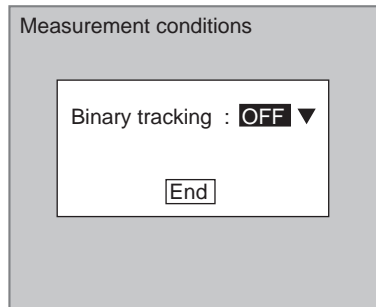 Measurement conditions
Binary tracking : OFF ▼
End